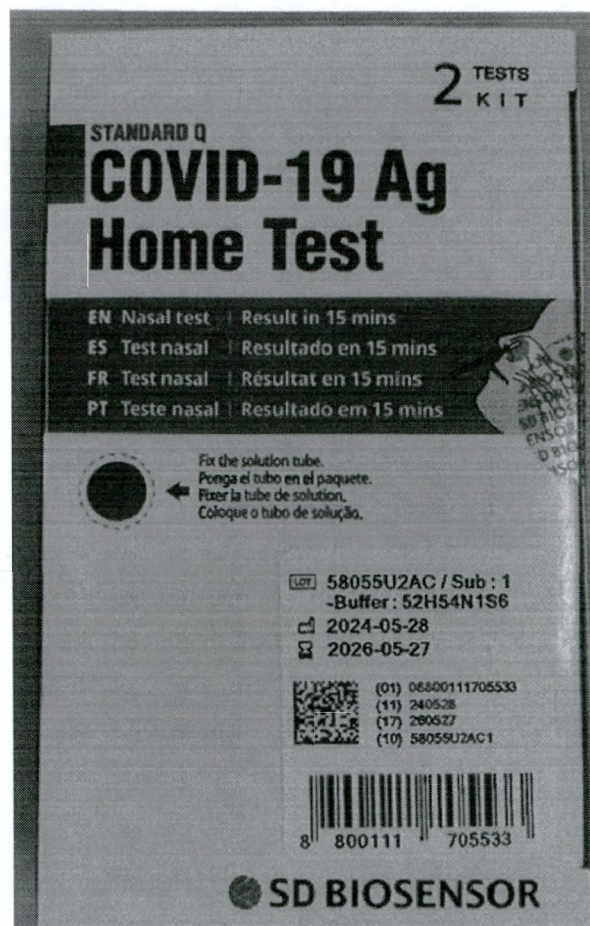 2 TESTS
KIT
STANDARD Q
COVID-19 Ag
Home Test
EN Nasal test | Result in 15 mins
ES Test nasal | Resultado en 15 mins
FR Test nasal | Résultat en 15 mins
PT Teste nasal | Resultado em 15 mins
Fix the solution tube.
Ponga el tubo en el paquete.
Fixer la tube de solution.
Coloque o tubo de solução.
LOT 58055U2AC / Sub : 1
-Buffer : 52H54N1S6
2024-05-28
2026-05-27
(01) 08800111705533
(11) 240528
(17) 260527
(10) 58055U2AC1
8 800111 705533
SD BIOSENSOR